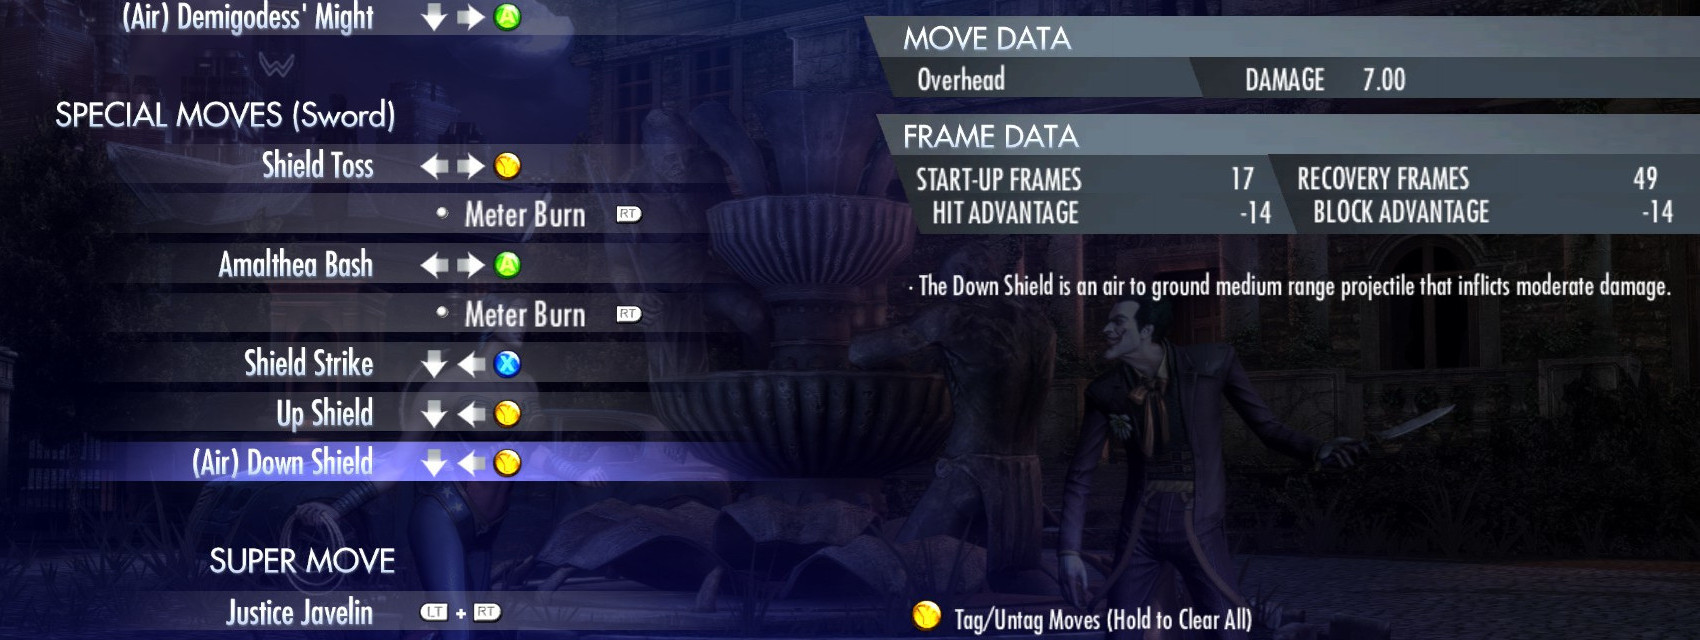 (Air) Demigodess' Might A
SPECIAL MOVES (Sword)
Shield Toss Y
• Meter Burn RT
Amalthea Bash A
• Meter Burn RT
Shield Strike X
Up Shield Y
(Air) Down Shield Y
SUPER MOVE
Justice Javelin LT + RT
MOVE DATA
Overhead DAMAGE 7.00
FRAME DATA
START-UP FRAMES 17 RECOVERY FRAMES 49
HIT ADVANTAGE -14 BLOCK ADVANTAGE -14
· The Down Shield is an air to ground medium range projectile that inflicts moderate damage.
Y Tag/Untag Moves (Hold to Clear All)